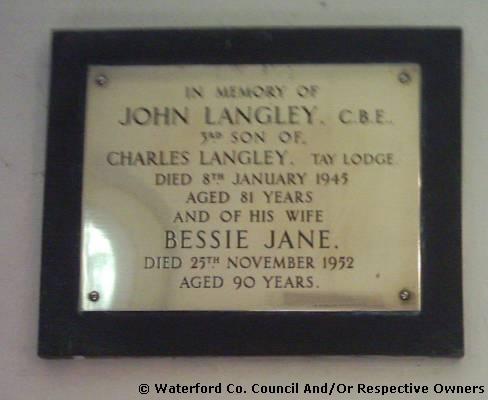 IN MEMORY OF
JOHN LANGLEY. C.B.E.,
3RD SON OF,
CHARLES LANGLEY. TAY LODGE.
DIED 8TH JANUARY 1945
AGED 81 YEARS
AND OF HIS WIFE
BESSIE JANE.
DIED 25TH NOVEMBER 1952
AGED 90 YEARS.
© Waterford Co. Council And/Or Respective Owners